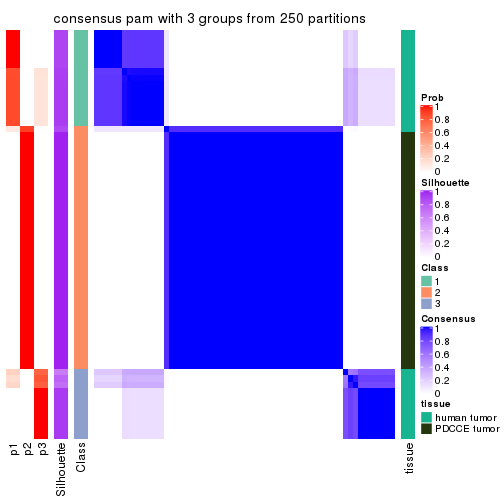 consensus pam with 3 groups from 250 partitions
Prob
1
0.8
0.6
0.4
0.2
0
Silhouette
1
0.8
0.6
0.4
0.2
0
Class
1
2
3
Consensus
1
0.8
0.6
0.4
0.2
0
tissue
human tumor
PDCCE tumor
p1
p2
p3
Silhouette
Class
tissue